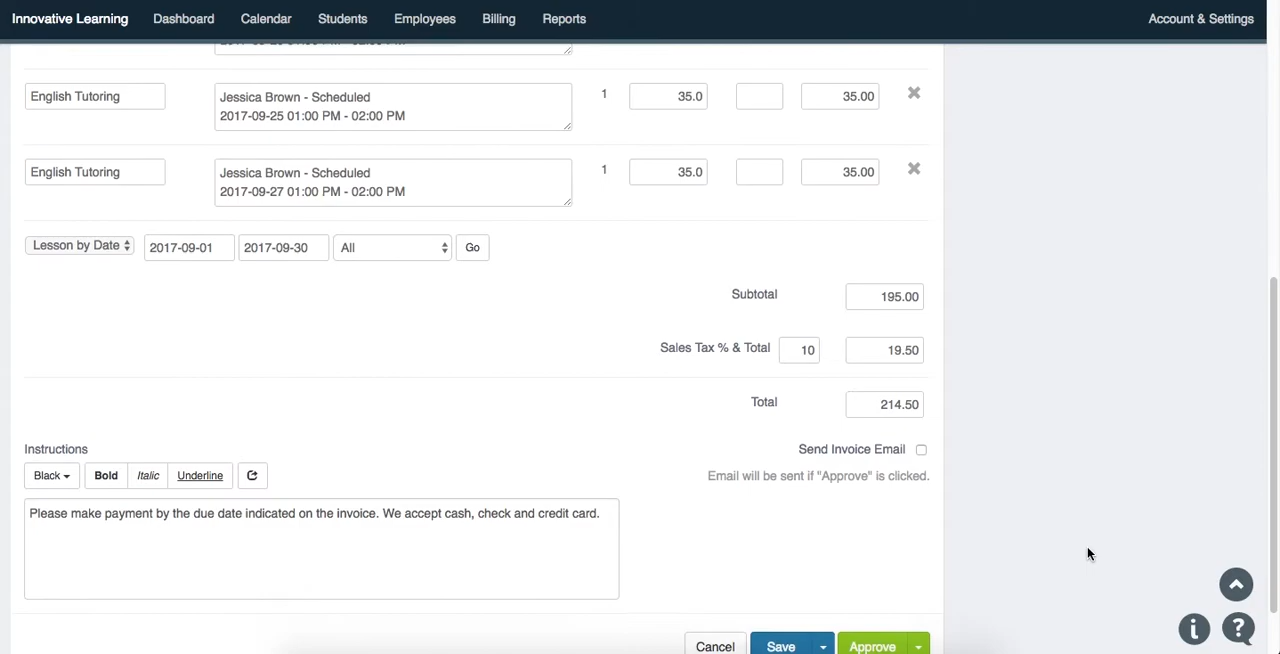 Innovative Learning Dashboard Calendar Students Employees Billing Reports Account & Settings
English Tutoring Jessica Brown - Scheduled 1 35.0 35.00
2017-09-25 01:00 PM - 02:00 PM
English Tutoring Jessica Brown - Scheduled 1 35.0 35.00
2017-09-27 01:00 PM - 02:00 PM
Lesson by Date 2017-09-01 2017-09-30 All Go
Subtotal 195.00
Sales Tax % & Total 10 19.50
Total 214.50
Instructions Send Invoice Email
Black Bold Italic Underline Email will be sent if "Approve" is clicked.
Please make payment by the due date indicated on the invoice. We accept cash, check and credit card.
Cancel Save Approve